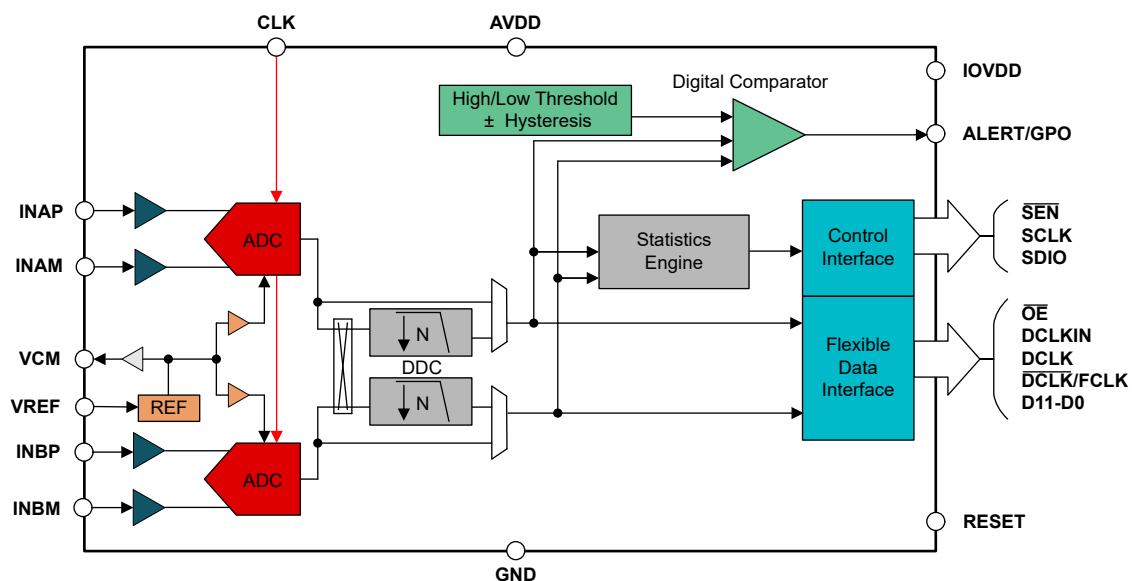 CLK
AVDD
IOVDD
Digital Comparator
High/Low Threshold
± Hysteresis
ALERT/GPO
INAP
ADC
INAM
Statistics
Engine
Control
Interface
SEN
SCLK
SDIO
N
DDC
N
Flexible
Data
Interface
OE
DCLKIN
DCLK
DCLK/FCLK
D11-D0
VCM
VREF
REF
INBP
ADC
INBM
RESET
GND